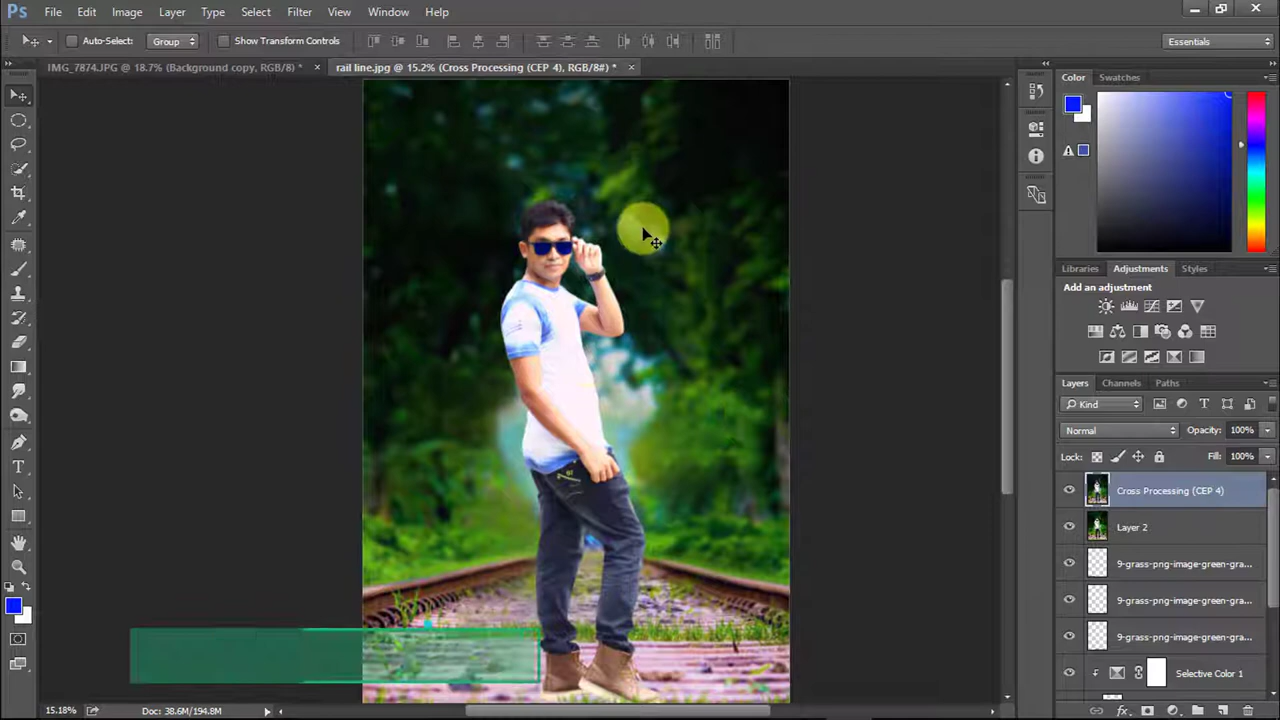 Ps File Edit Image Layer Type Select Filter View Window Help
Auto-Select: Group Show Transform Controls Essentials
IMG_7874.JPG @ 18.7% (Background copy, RGB/8) * × rail line.jpg @ 15.2% (Cross Processing (CEP 4), RGB/8#) * ×
Color Swatches
Libraries Adjustments Styles
Add an adjustment
Layers Channels Paths
Kind
Normal Opacity: 100%
Lock: Fill: 100%
Cross Processing (CEP 4)
Layer 2
9-grass-png-image-green-gra...
9-grass-png-image-green-gra...
9-grass-png-image-green-gra...
Selective Color 1
15.18% Doc: 38.6M/194.8M